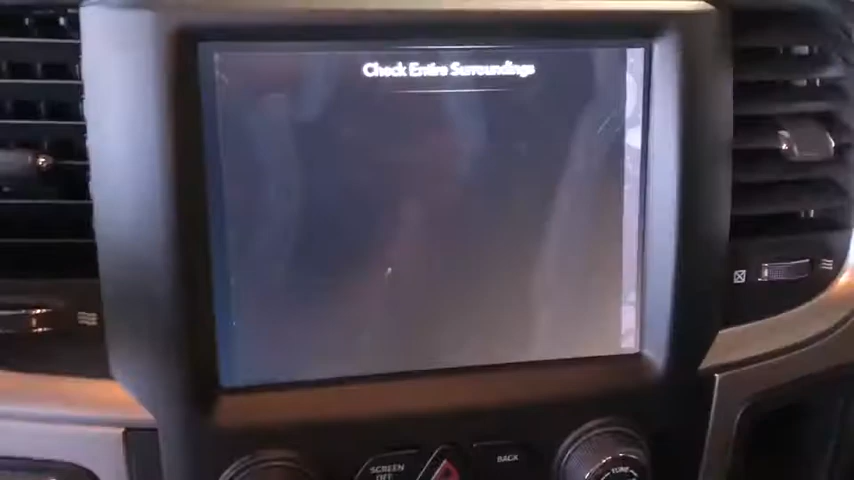 Check Entire Surroundings
SCREEN
OFF
BACK
TUNE